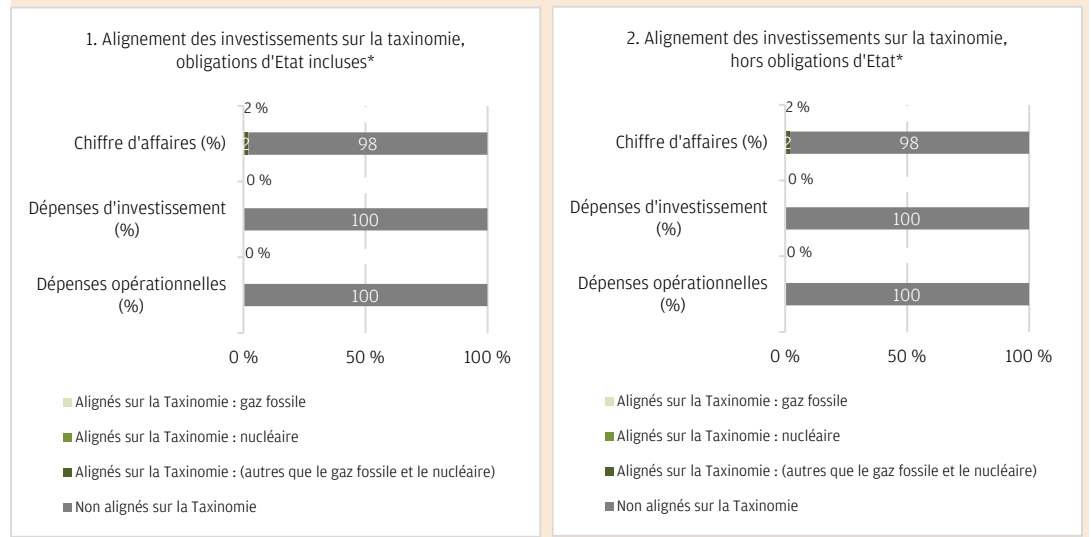 1. Alignement des investissements sur la taxinomie,
obligations d'Etat incluses*
2 %
Chiffre d'affaires (%)
2
98
0 %
Dépenses d'investissement
(%)
100
0 %
Dépenses opérationnelles
(%)
100
0 %
50 %
100 %
Alignés sur la Taxinomie : gaz fossile
Alignés sur la Taxinomie : nucléaire
Alignés sur la Taxinomie : (autres que le gaz fossile et le nucléaire)
Non alignés sur la Taxinomie
2. Alignement des investissements sur la taxinomie,
hors obligations d'Etat*
2 %
Chiffre d'affaires (%)
2
98
0 %
Dépenses d'investissement
(%)
100
0 %
Dépenses opérationnelles
(%)
100
0 %
50 %
100 %
Alignés sur la Taxinomie : gaz fossile
Alignés sur la Taxinomie : nucléaire
Alignés sur la Taxinomie : (autres que le gaz fossile et le nucléaire)
Non alignés sur la Taxinomie